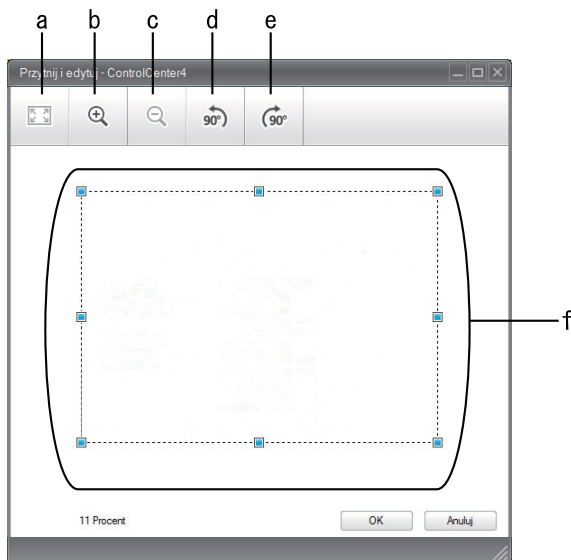 a b c d e
Przytnij i edytuj - ControlCenter4
90° 90°
f
11 Procent OK Anuluj